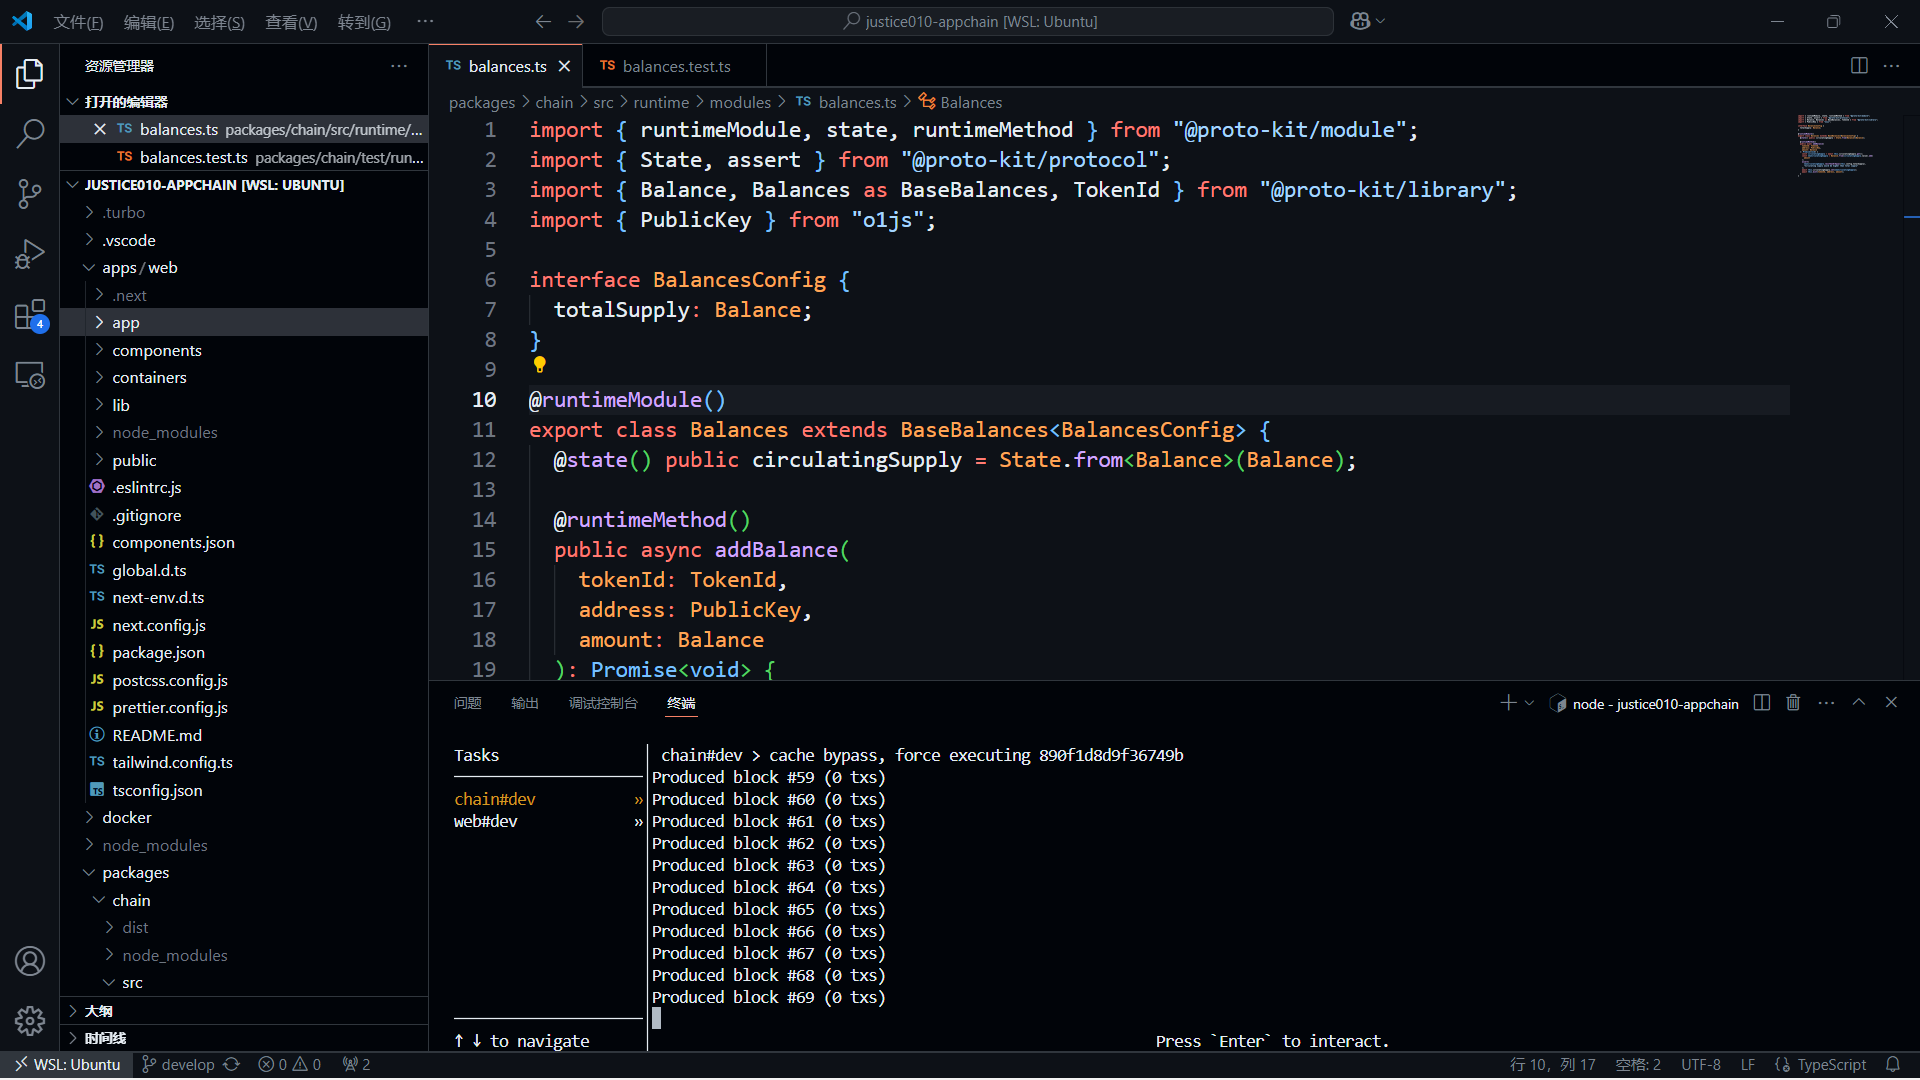 文件(F) 编辑(E) 选择(S) 查看(V) 转到(G) ···
justice010-appchain [WSL: Ubuntu]
资源管理器
打开的编辑器
TS balances.ts packages/chain/src/runtime/...
TS balances.test.ts packages/chain/test/run...
JUSTICE010-APPCHAIN [WSL: UBUNTU]
.turbo
.vscode
apps / web
.next
app
components
containers
lib
node_modules
public
.eslintrc.js
.gitignore
{} components.json
TS global.d.ts
TS next-env.d.ts
JS next.config.js
{} package.json
JS postcss.config.js
JS prettier.config.js
README.md
TS tailwind.config.ts
TS tsconfig.json
docker
node_modules
packages
chain
dist
node_modules
src
大纲
时间线
4
TS balances.ts
TS balances.test.ts
packages > chain > src > runtime > modules > TS balances.ts > Balances
1 import { runtimeModule, state, runtimeMethod } from "@proto-kit/module";
2 import { State, assert } from "@proto-kit/protocol";
3 import { Balance, Balances as BaseBalances, TokenId } from "@proto-kit/library";
4 import { PublicKey } from "o1js";
5
6 interface BalancesConfig {
7 totalSupply: Balance;
8 }
9
10 @runtimeModule()
11 export class Balances extends BaseBalances<BalancesConfig> {
12 @state() public circulatingSupply = State.from<Balance>(Balance);
13
14 @runtimeMethod()
15 public async addBalance(
16 tokenId: TokenId,
17 address: PublicKey,
18 amount: Balance
19 ): Promise<void> {
问题 输出 调试控制台 终端
node - justice010-appchain
Tasks
chain#dev »
web#dev »
↑ ↓ to navigate
chain#dev > cache bypass, force executing 890f1d8d9f36749b
Produced block #59 (0 txs)
Produced block #60 (0 txs)
Produced block #61 (0 txs)
Produced block #62 (0 txs)
Produced block #63 (0 txs)
Produced block #64 (0 txs)
Produced block #65 (0 txs)
Produced block #66 (0 txs)
Produced block #67 (0 txs)
Produced block #68 (0 txs)
Produced block #69 (0 txs)
Press `Enter` to interact.
WSL: Ubuntu develop 0 0 2
行 10，列 17 空格: 2 UTF-8 LF {} TypeScript